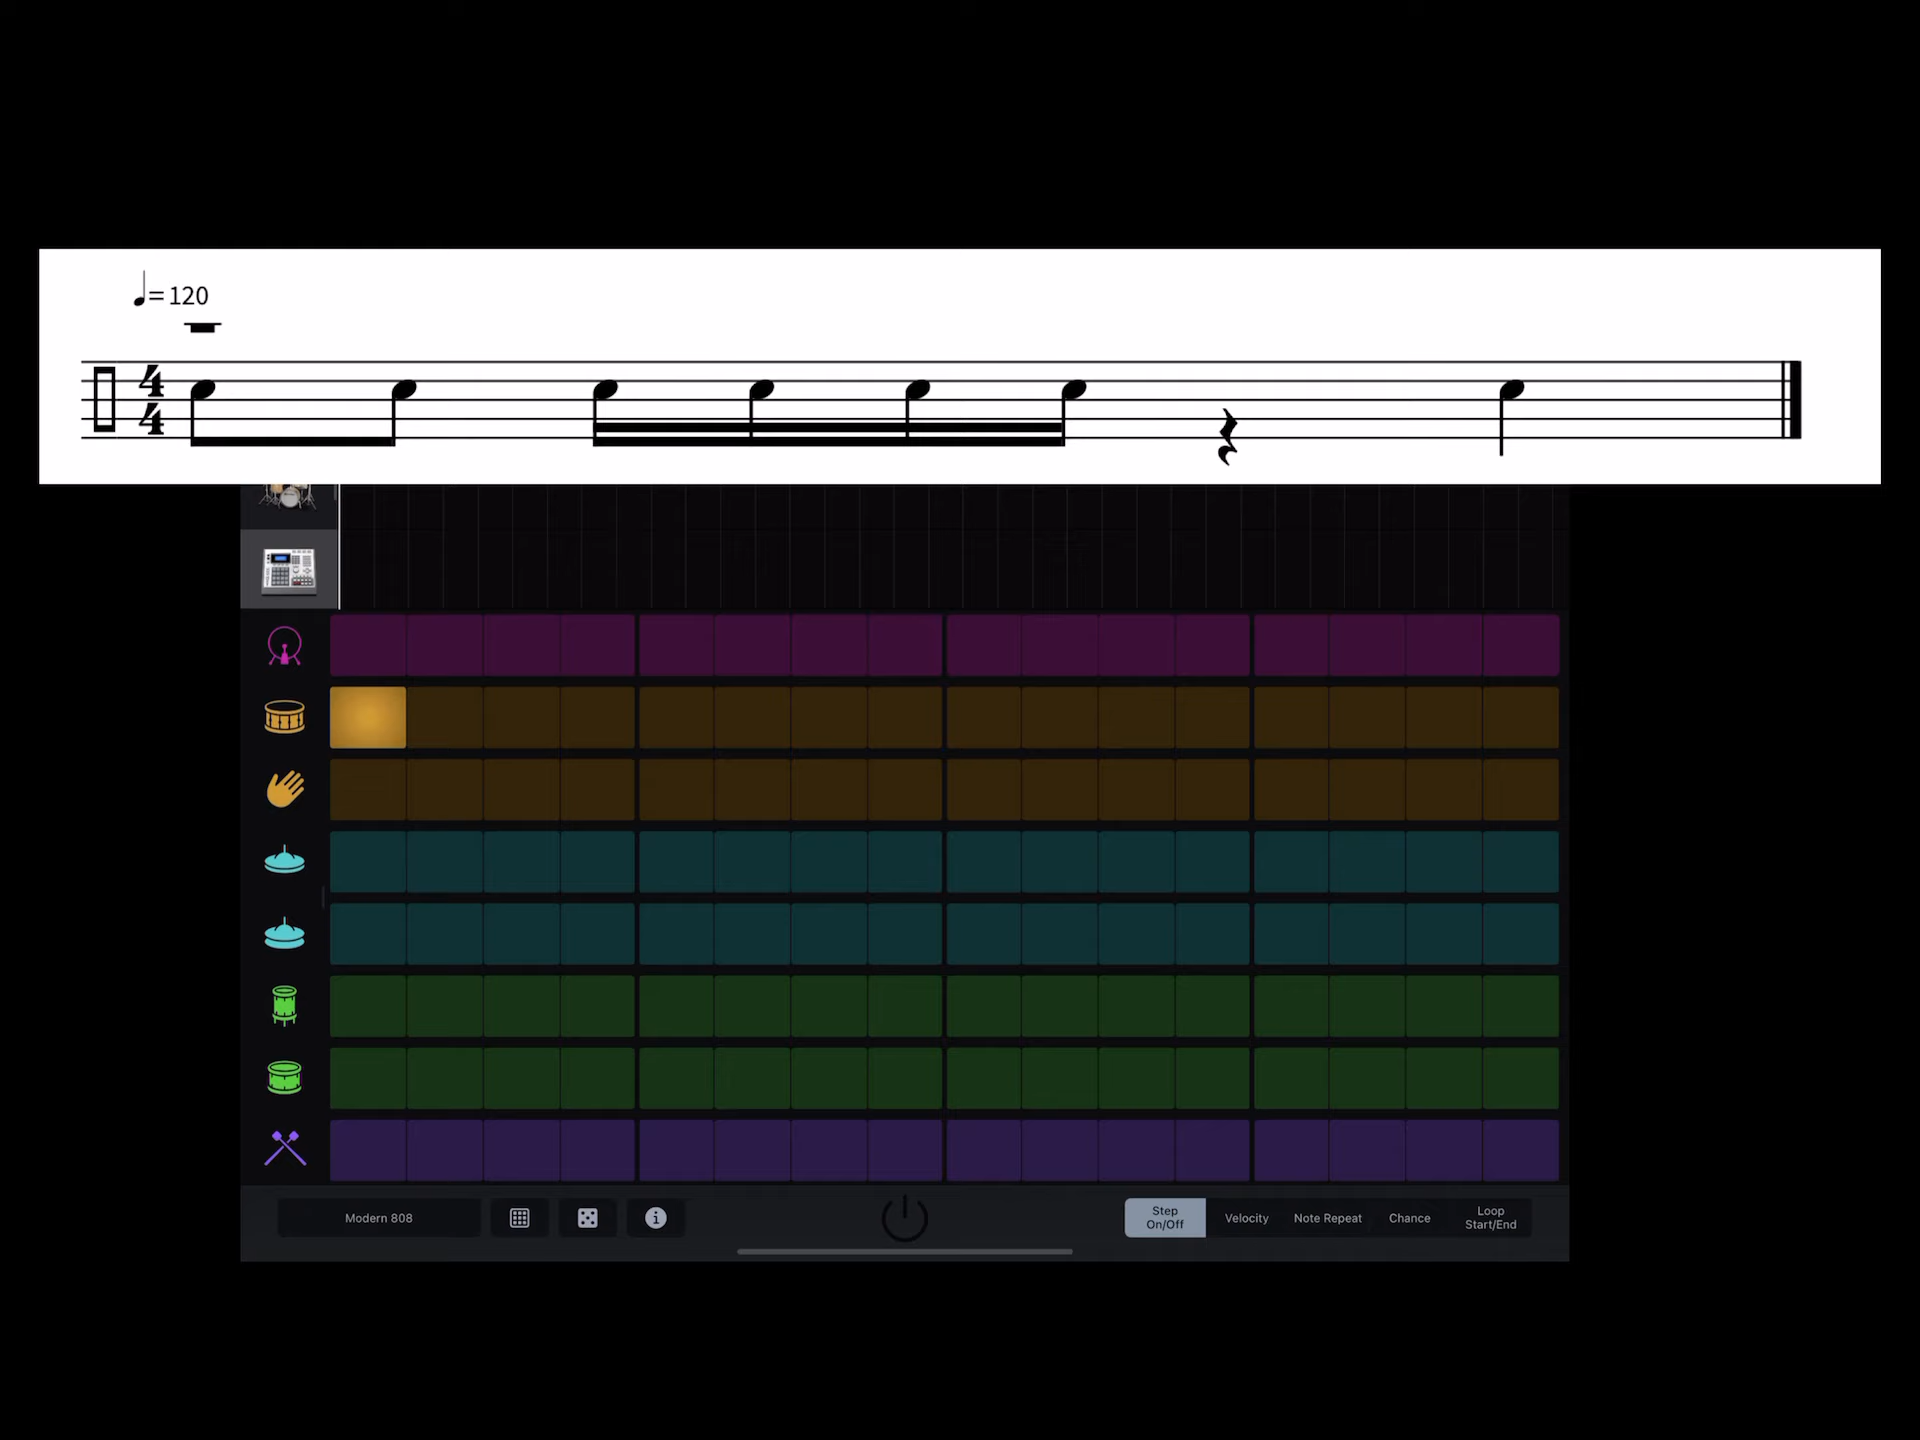 ♩= 120
4
4
Modern 808
Step
On/Off
Velocity
Note Repeat
Chance
Loop
Start/End